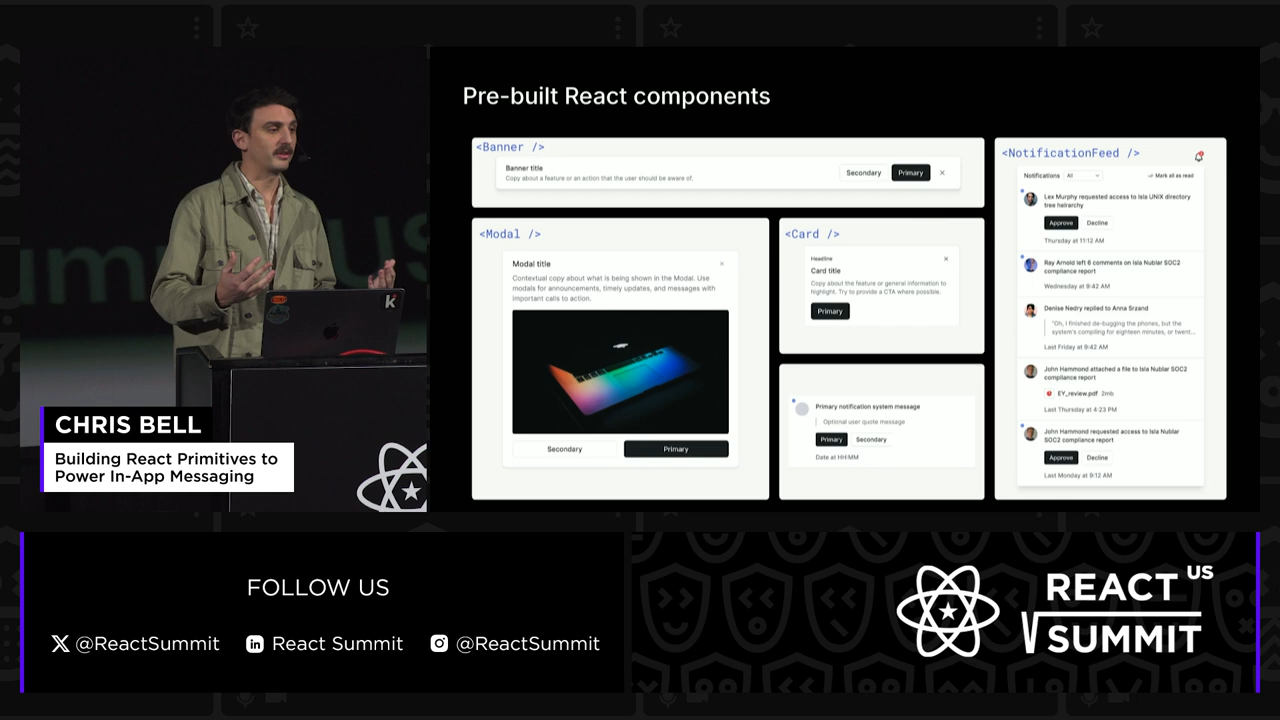 Pre-built React components
<Banner />
Banner title
Copy about a feature or an action that the user should be aware of.
Secondary
Primary
<Modal />
Modal title
Contextual copy about what is being shown in the Modal. Use
modals for announcements, timely updates, and messages with
important calls to action.
Secondary
Primary
<Card />
Headline
Card title
Copy about the feature or general information to
highlight. Try to provide a CTA where possible.
Primary
Primary notification system message
Optional user quote message
Primary
Secondary
Date at HH:MM
<NotificationFeed />
Notifications
All
Mark all as read
Lex Murphy requested access to Isla UNIX directory
tree heirarchy
Approve
Decline
Thursday at 11:12 AM
Ray Arnold left 6 comments on Isla Nublar SOC2
compliance report
Wednesday at 9:42 AM
Denise Nedry replied to Anna Srzand
"Oh, I finished de-bugging the phones, but the
system's compiling for eighteen minutes, or twent...
Last Friday at 9:42 AM
John Hammond attached a file to Isla Nublar SOC2
compliance report
EY_review.pdf 2mb
Last Thursday at 4:23 PM
John Hammond requested access to Isla Nublar
SOC2 compliance report
Approve
Decline
Last Monday at 9:12 AM
CHRIS BELL
Building React Primitives to
Power In-App Messaging
FOLLOW US
@ReactSummit
React Summit
@ReactSummit
REACT US
SUMMIT